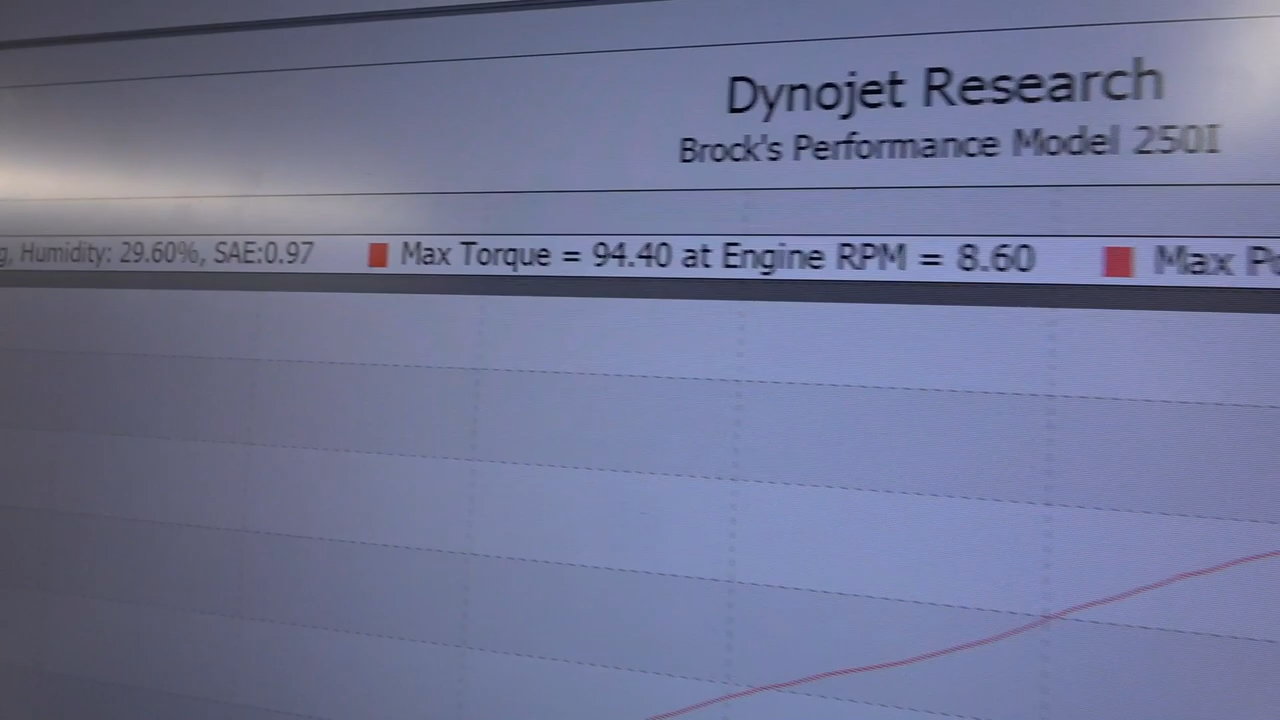 Dynojet Research
Brock's Performance Model 250I
Humidity: 29.60%, SAE:0.97 Max Torque = 94.40 at Engine RPM = 8.60 Max